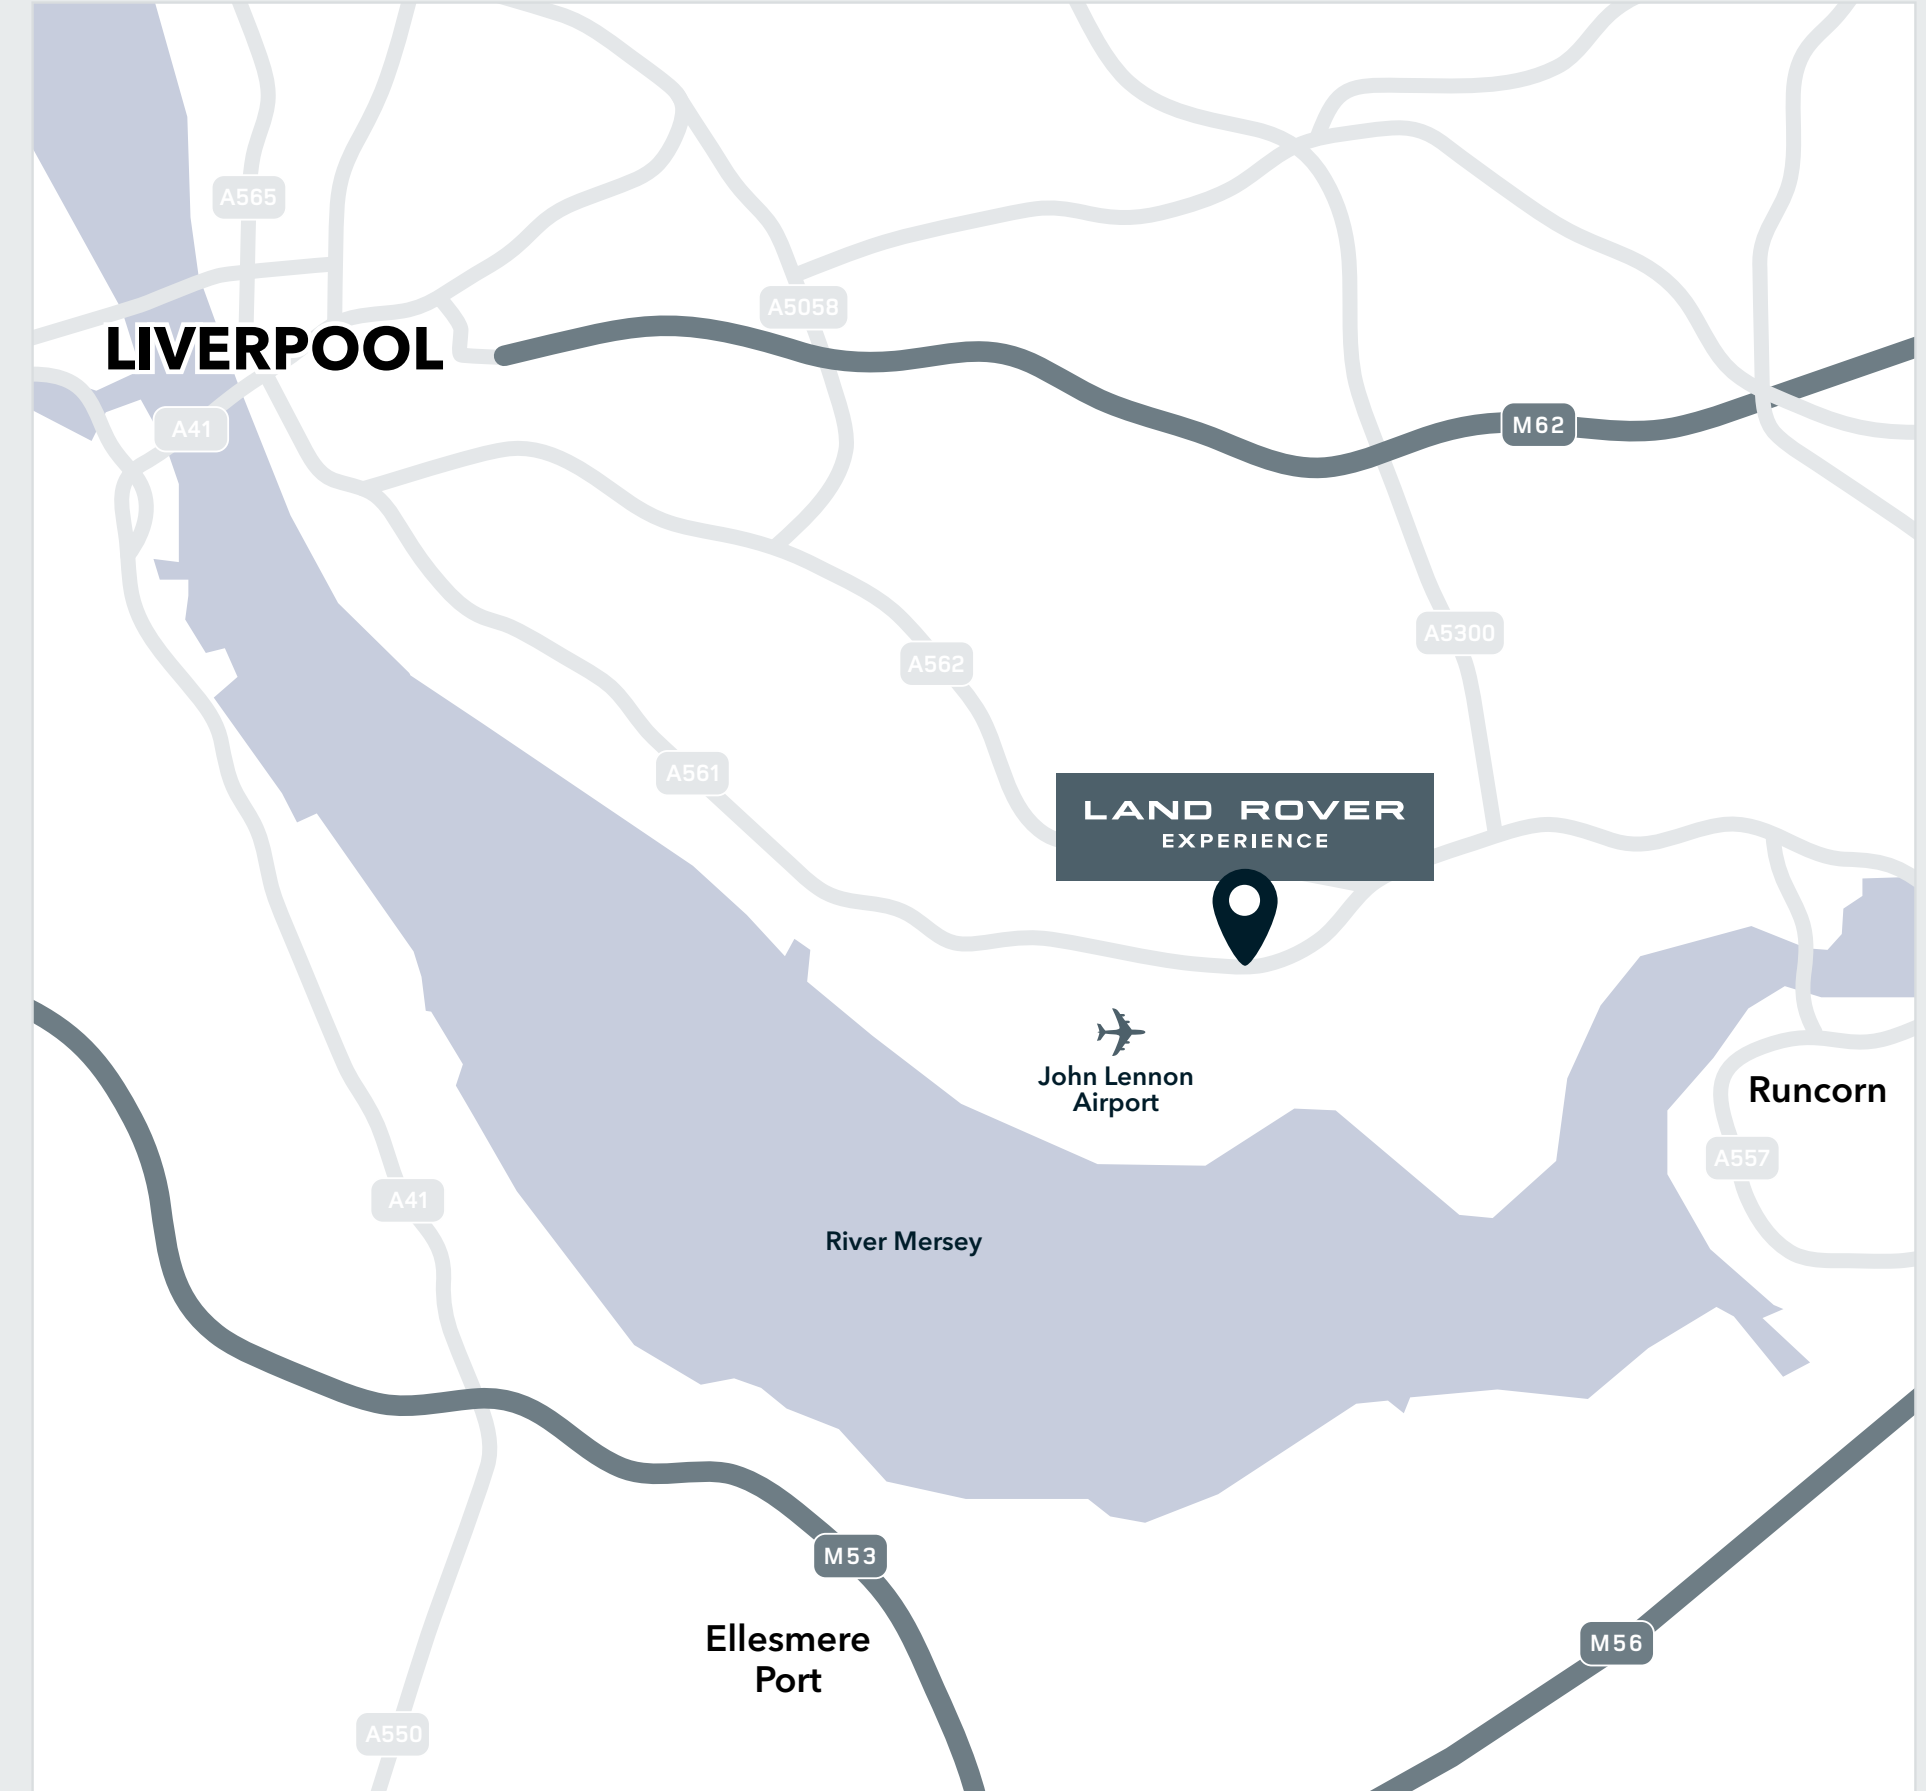 A565
A5058
LIVERPOOL
M62
A41
A5300
A562
A561
LAND ROVER
EXPERIENCE
John Lennon
Airport
Runcorn
A557
A41
River Mersey
M53
Ellesmere
Port
M56
A550